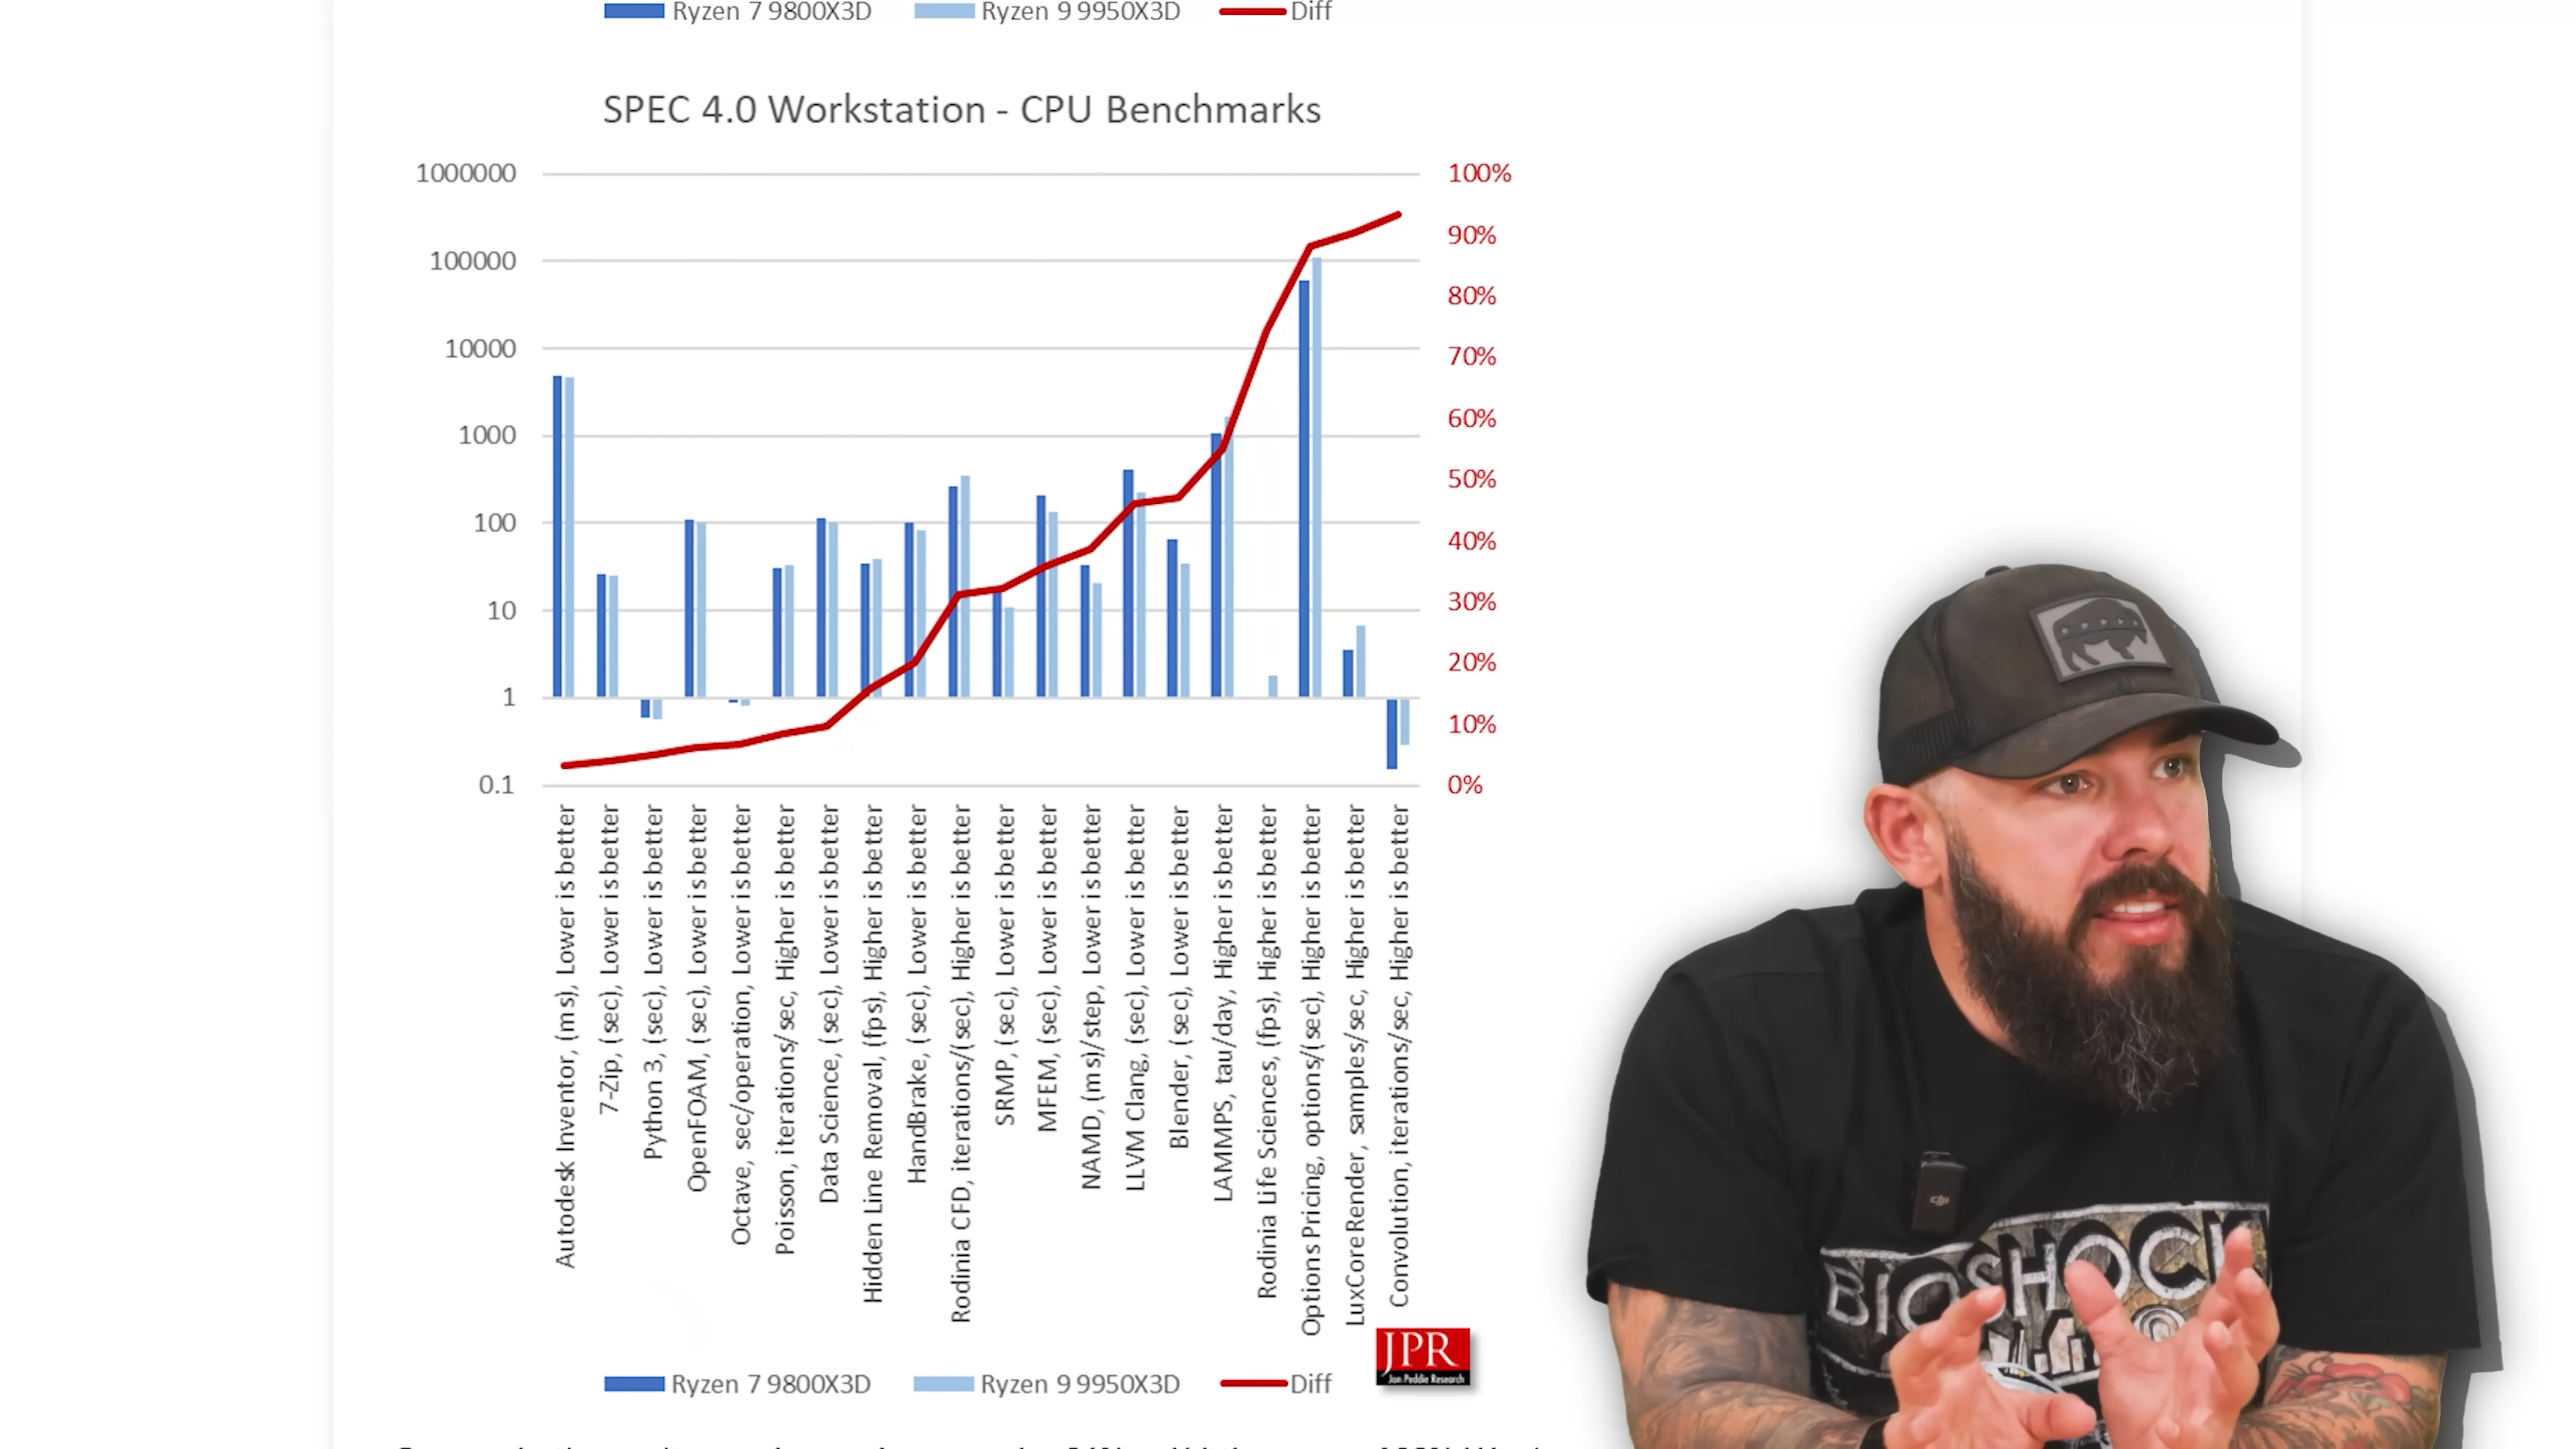 Ryzen 7 9800X3D
Ryzen 9 9950X3D
Diff
SPEC 4.0 Workstation - CPU Benchmarks
1000000
100000
10000
1000
100
10
1
0.1
100%
90%
80%
70%
60%
50%
40%
30%
20%
10%
0%
Autodesk Inventor, (ms), Lower is better
7-Zip, (sec), Lower is better
Python 3, (sec), Lower is better
OpenFOAM, (sec), Lower is better
Octave, sec/operation, Lower is better
Poisson, iterations/sec, Higher is better
Data Science, (sec), Lower is better
Hidden Line Removal, (fps), Higher is better
HandBrake, (sec), Lower is better
Rodinia CFD, iterations/(sec), Higher is better
SRMP, (sec), Lower is better
MFEM, (sec), Lower is better
NAMD, (ms)/step, Lower is better
LLVM Clang, (sec), Lower is better
Blender, (sec), Lower is better
LAMMPS, tau/day, Higher is better
Rodinia Life Sciences, (fps), Higher is better
Options Pricing, options/(sec), Higher is better
LuxCoreRender, samples/sec, Higher is better
Convolution, iterations/sec, Higher is better
JPR
Jon Peddie Research
Ryzen 7 9800X3D
Ryzen 9 9950X3D
Diff
dji
BIOSHOCK